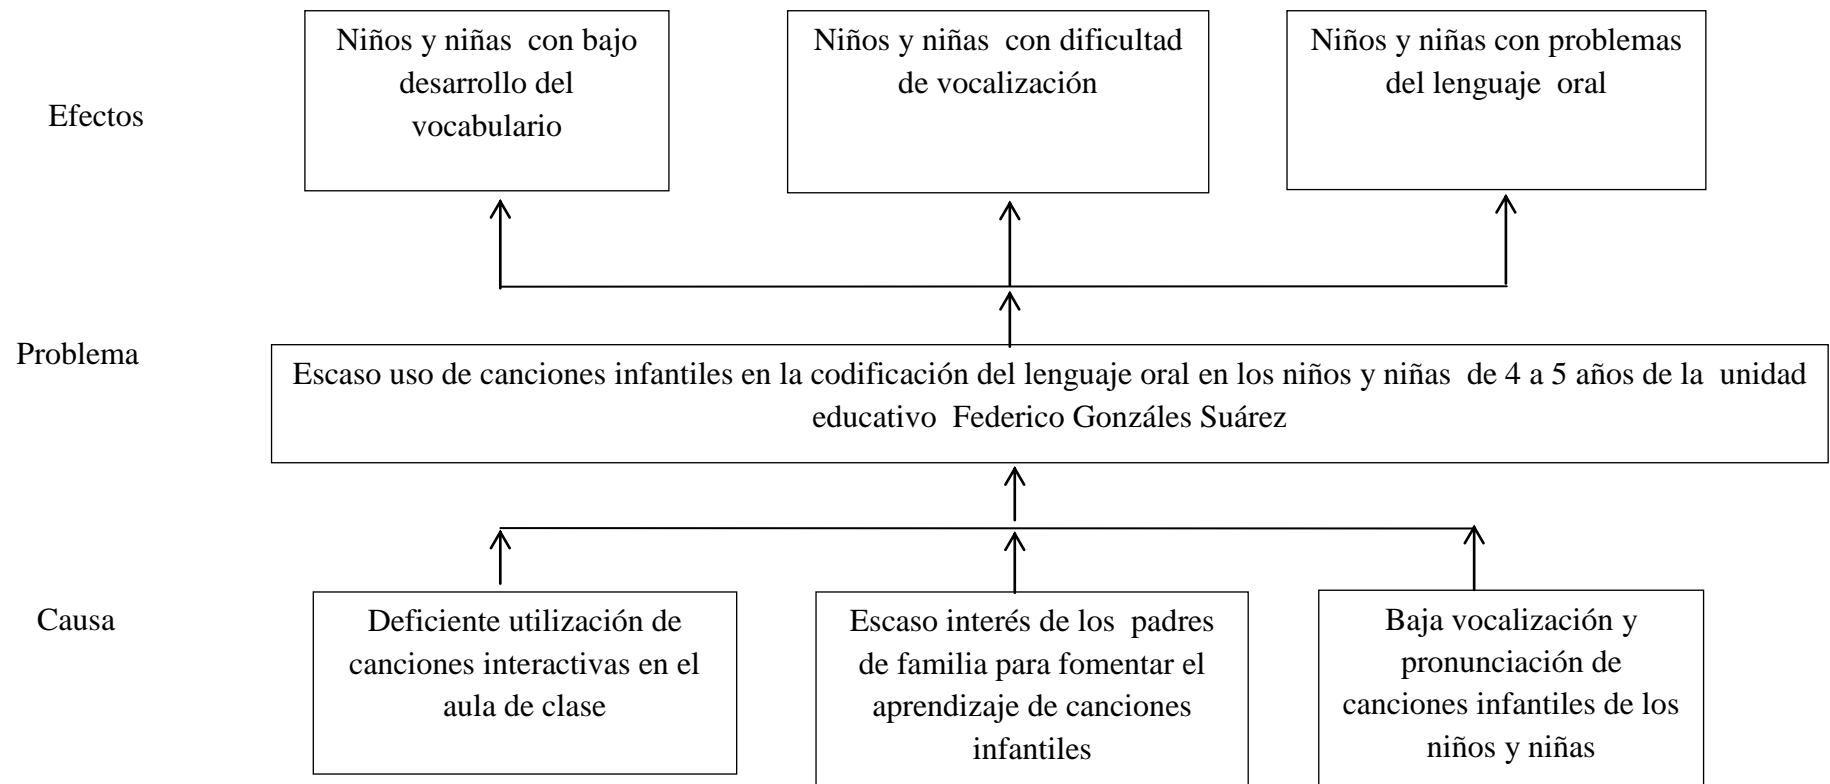 Efectos
Niños y niñas  con bajo
desarrollo del
vocabulario
Niños y niñas  con dificultad
de vocalización
Niños y niñas con problemas
del lenguaje  oral
Problema
Escaso uso de canciones infantiles en la codificación del lenguaje oral en los niños y niñas  de 4 a 5 años de la  unidad
educativo  Federico Gonzáles Suárez
Causa
Deficiente utilización de
canciones interactivas en el
aula de clase
Escaso interés de los  padres
de familia para fomentar el
aprendizaje de canciones
infantiles
Baja vocalización y
pronunciación de
canciones infantiles de los
niños y niñas